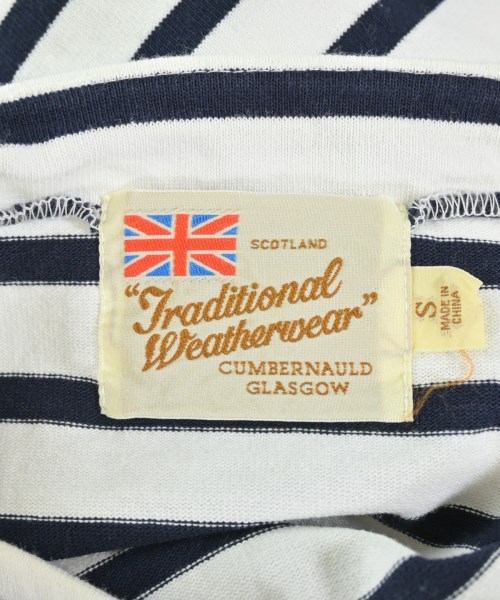 SCOTLAND
"Traditional
Weatherwear"
CUMBERNAULD
GLASGOW
S
MADE IN
CHINA